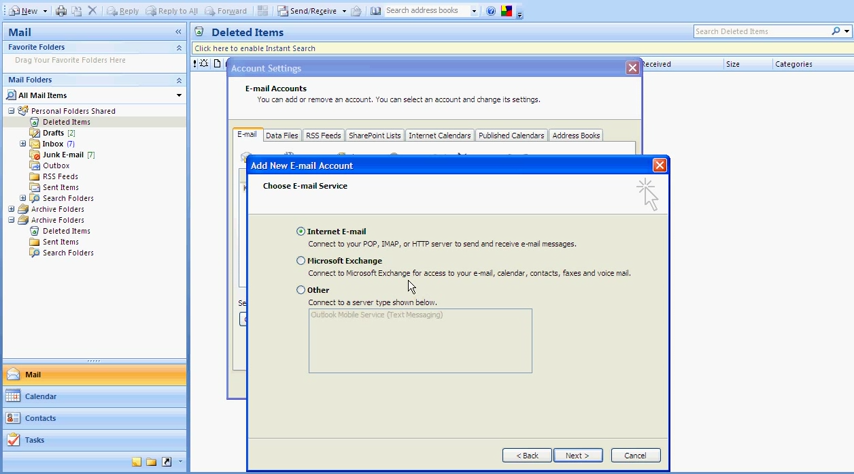 New Reply Reply to All Forward Send/Receive Search address books
Mail «
Favorite Folders
Drag Your Favorite Folders Here
Mail Folders
All Mail Items
Personal Folders Shared
Deleted Items
Drafts [2]
Inbox (7)
Junk E-mail [7]
Outbox
RSS Feeds
Sent Items
Search Folders
Archive Folders
Archive Folders
Deleted Items
Sent Items
Search Folders
Mail
Calendar
Contacts
Tasks
Deleted Items Search Deleted Items
Click here to enable Instant Search
Received Size Categories
Account Settings
E-mail Accounts
You can add or remove an account. You can select an account and change its settings.
E-mail Data Files RSS Feeds SharePoint Lists Internet Calendars Published Calendars Address Books
Add New E-mail Account
Choose E-mail Service
Internet E-mail
Connect to your POP, IMAP, or HTTP server to send and receive e-mail messages.
Microsoft Exchange
Connect to Microsoft Exchange for access to your e-mail, calendar, contacts, faxes and voice mail.
Other
Connect to a server type shown below.
Outlook Mobile Service (Text Messaging)
< Back Next > Cancel